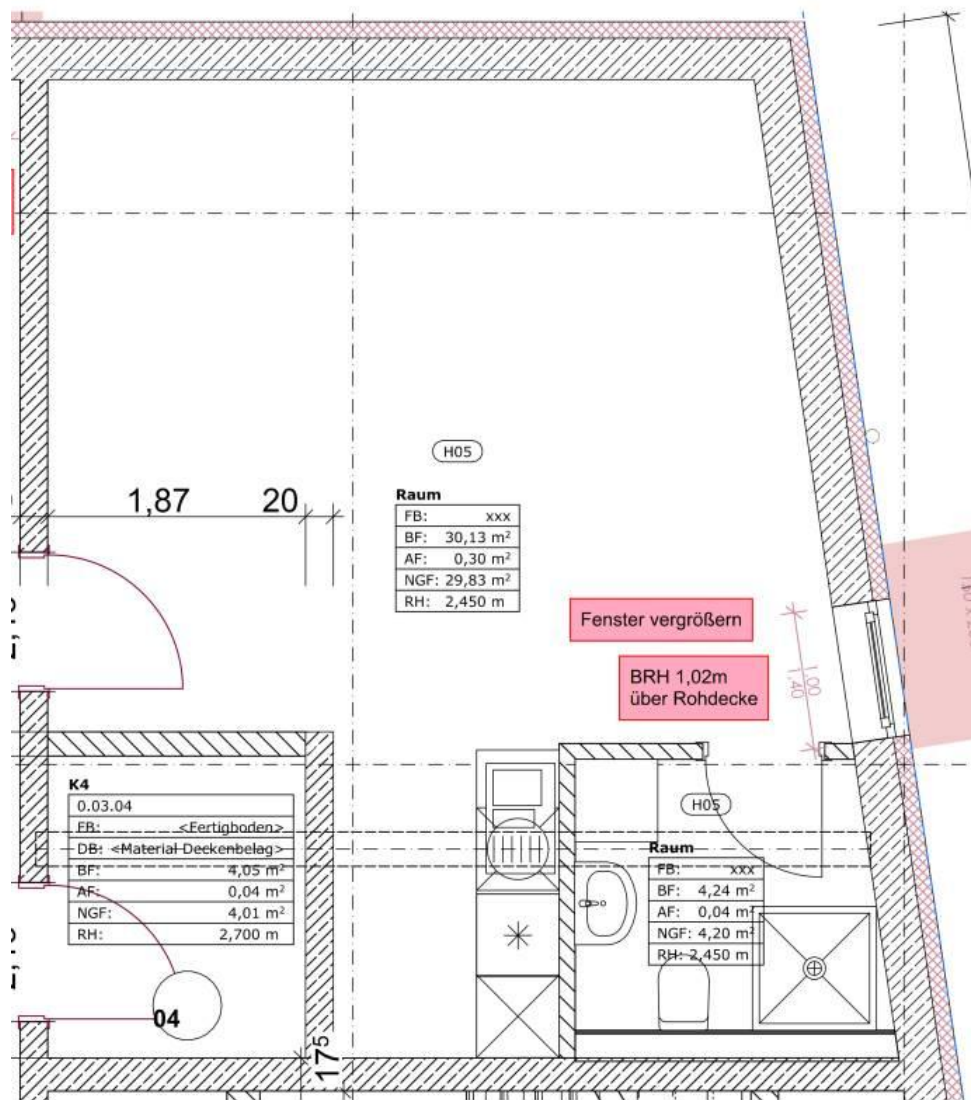 H05
1,87
20
Raum
FB: xxx
BF: 30,13 m²
AF: 0,30 m²
NGF: 29,83 m²
RH: 2,450 m
Fenster vergrößern
BRH 1,02m
über Rohdecke
1,00
1,40
K4
0.03.04
FB: <Fertigboden>
DB: <Material Deckenbelag>
BF: 4,05 m²
AF: 0,04 m²
NGF: 4,01 m²
RH: 2,700 m
H05
Raum
FB: xxx
BF: 4,24 m²
AF: 0,04 m²
NGF: 4,20 m²
RH: 2,450 m
04
17⁵